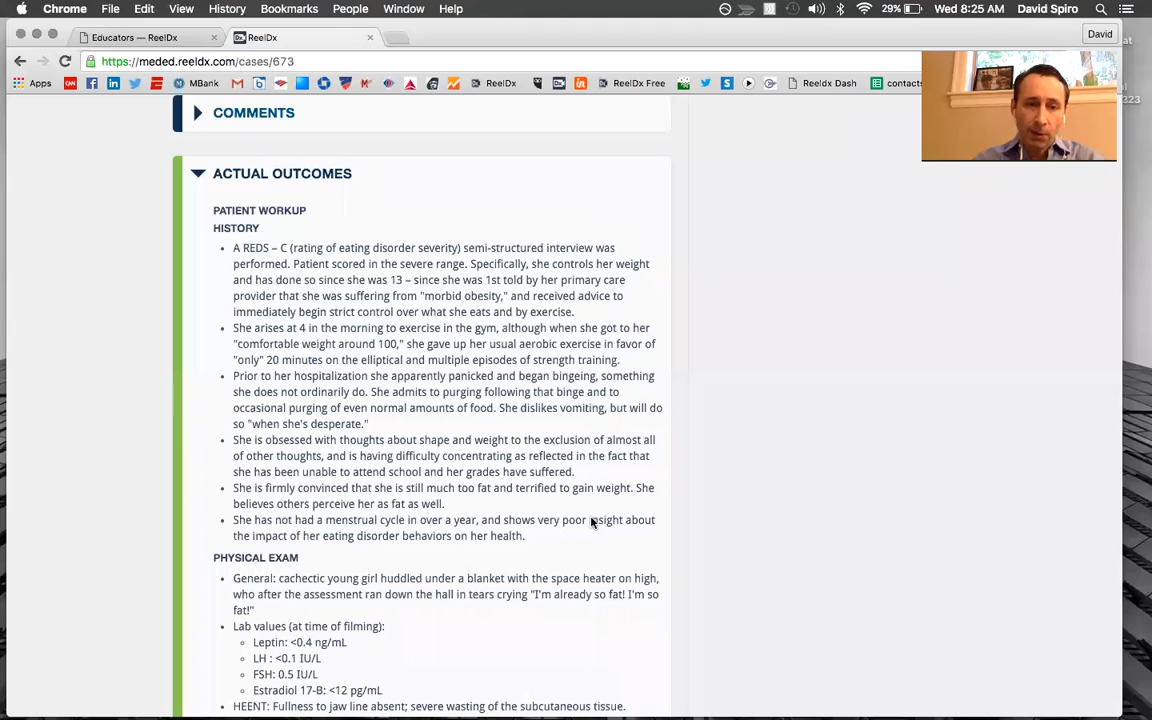 Chrome File Edit View History Bookmarks People Window Help 29% Wed 8:25 AM David Spiro
Educators — ReelDx
ReelDx
David
https://meded.reeldx.com/cases/673
Apps MBank ReelDx ReelDx Free Reeldx Dash contacts
COMMENTS
ACTUAL OUTCOMES
PATIENT WORKUP
HISTORY
A REDS – C (rating of eating disorder severity) semi-structured interview was
performed. Patient scored in the severe range. Specifically, she controls her weight
and has done so since she was 13 – since she was 1st told by her primary care
provider that she was suffering from "morbid obesity," and received advice to
immediately begin strict control over what she eats and by exercise.
She arises at 4 in the morning to exercise in the gym, although when she got to her
"comfortable weight around 100," she gave up her usual aerobic exercise in favor of
"only" 20 minutes on the elliptical and multiple episodes of strength training.
Prior to her hospitalization she apparently panicked and began bingeing, something
she does not ordinarily do. She admits to purging following that binge and to
occasional purging of even normal amounts of food. She dislikes vomiting, but will do
so "when she's desperate."
She is obsessed with thoughts about shape and weight to the exclusion of almost all
of other thoughts, and is having difficulty concentrating as reflected in the fact that
she has been unable to attend school and her grades have suffered.
She is firmly convinced that she is still much too fat and terrified to gain weight. She
believes others perceive her as fat as well.
She has not had a menstrual cycle in over a year, and shows very poor insight about
the impact of her eating disorder behaviors on her health.
PHYSICAL EXAM
General: cachectic young girl huddled under a blanket with the space heater on high,
who after the assessment ran down the hall in tears crying "I'm already so fat! I'm so
fat!"
Lab values (at time of filming):
Leptin: <0.4 ng/mL
LH : <0.1 IU/L
FSH: 0.5 IU/L
Estradiol 17-B: <12 pg/mL
HEENT: Fullness to jaw line absent; severe wasting of the subcutaneous tissue.